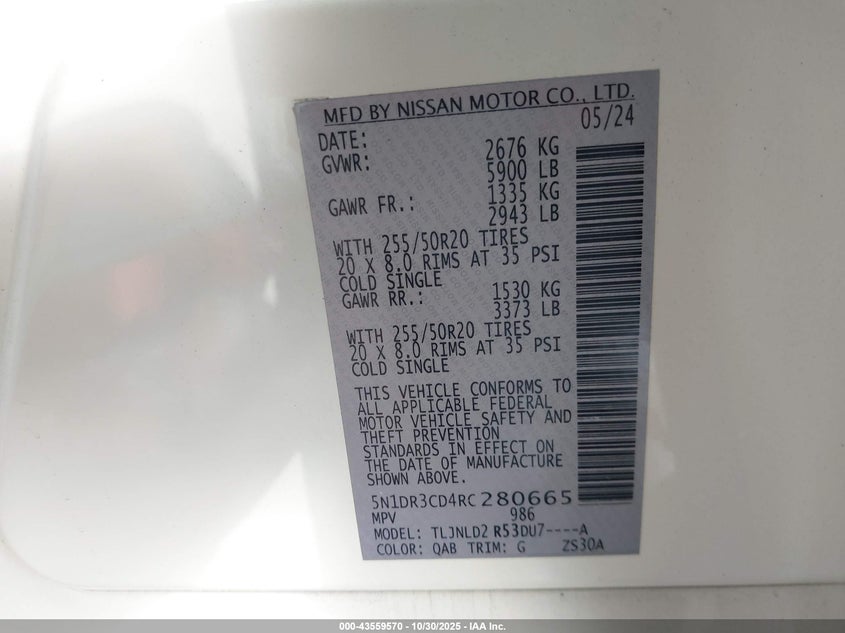 MFD BY NISSAN MOTOR CO., LTD.
DATE: 05/24
GVWR: 2676 KG
5900 LB
GAWR FR.: 1335 KG
2943 LB
WITH 255/50R20 TIRES
20 X 8.0 RIMS AT 35 PSI
COLD SINGLE
GAWR RR.: 1530 KG
3373 LB
WITH 255/50R20 TIRES
20 X 8.0 RIMS AT 35 PSI
COLD SINGLE
THIS VEHICLE CONFORMS TO
ALL APPLICABLE FEDERAL
MOTOR VEHICLE SAFETY AND
THEFT PREVENTION
STANDARDS IN EFFECT ON
THE DATE OF MANUFACTURE
SHOWN ABOVE.
5N1DR3CD4RC280665
MPV 986
MODEL: TLJNLD2 R53DU7----A
COLOR: QAB TRIM: G ZS30A
000-43559570 - 10/30/2025 - IAA Inc.